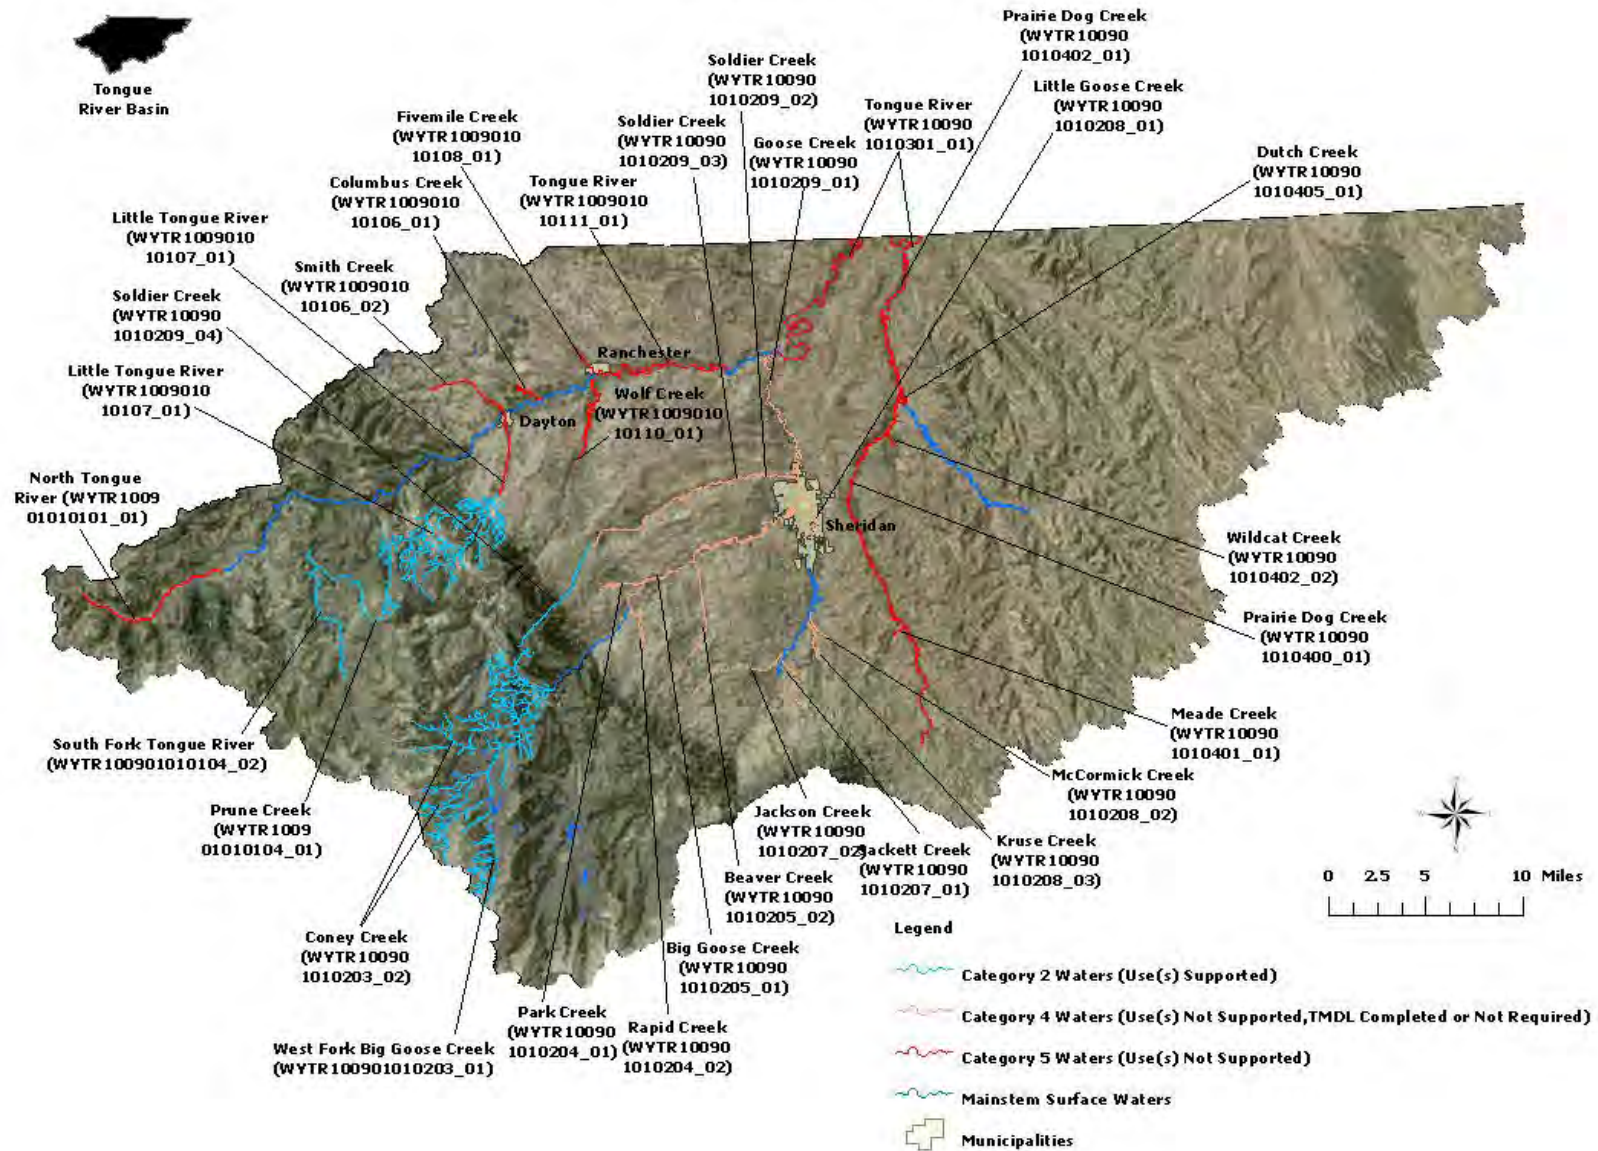 Tongue
River Basin
Prairie Dog Creek
(WYTR10090
1010402_01)
Soldier Creek
(WYTR10090
1010209_02)
Little Goose Creek
(WYTR10090
1010208_01)
Tongue River
(WYTR10090
1010301_01)
Fivemile Creek
(WYTR1009010
10108_01)
Soldier Creek
(WYTR10090
1010209_03)
Goose Creek
(WYTR10090
1010209_01)
Dutch Creek
(WYTR10090
1010405_01)
Columbus Creek
(WYTR1009010
10106_01)
Tongue River
(WYTR1009010
10111_01)
Little Tongue River
(WYTR1009010
10107_01)
Smith Creek
(WYTR1009010
10106_02)
Soldier Creek
(WYTR10090
1010209_04)
Ranchester
Little Tongue River
(WYTR1009010
10107_01)
Wolf Creek
(WYTR1009010
10110_01)
Dayton
North Tongue
River (WYTR1009
01010101_01)
Sheridan
Wildcat Creek
(WYTR10090
1010402_02)
Prairie Dog Creek
(WYTR10090
1010400_01)
Meade Creek
(WYTR10090
1010401_01)
South Fork Tongue River
(WYTR100901010104_02)
McCormick Creek
(WYTR10090
1010208_02)
Prune Creek
(WYTR1009
01010104_01)
Jackson Creek
(WYTR10090
1010207_02)
Sackett Creek
(WYTR10090
1010207_01)
Kruse Creek
(WYTR10090
1010208_03)
Beaver Creek
(WYTR10090
1010205_02)
Coney Creek
(WYTR10090
1010203_02)
Big Goose Creek
(WYTR10090
1010205_01)
Park Creek
(WYTR10090
1010204_01)
Rapid Creek
(WYTR10090
1010204_02)
West Fork Big Goose Creek
(WYTR100901010203_01)
0 2.5 5 10 Miles
Legend
Category 2 Waters (Use(s) Supported)
Category 4 Waters (Use(s) Not Supported,TMDL Completed or Not Required)
Category 5 Waters (Use(s) Not Supported)
Mainstem Surface Waters
Municipalities